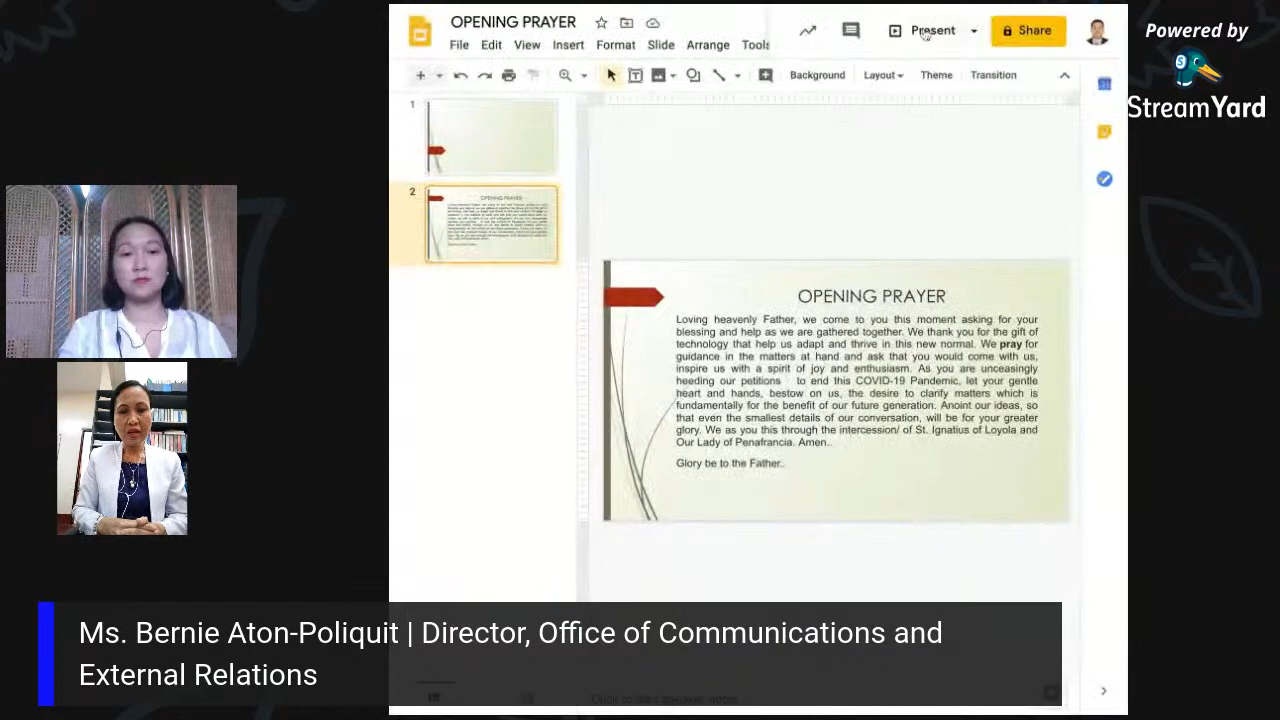 OPENING PRAYER
File Edit View Insert Format Slide Arrange Tools
Present
Share
Background Layout Theme Transition
Powered by
StreamYard
1
2
OPENING PRAYER
OPENING PRAYER
Loving heavenly Father, we come to you this moment asking for your
blessing and help as we are gathered together. We thank you for the gift of
technology that help us adapt and thrive in this new normal. We pray for
guidance in the matters at hand and ask that you would come with us,
inspire us with a spirit of joy and enthusiasm. As you are unceasingly
heeding our petitions to end this COVID-19 Pandemic, let your gentle
heart and hands, bestow on us, the desire to clarify matters which is
fundamentally for the benefit of our future generation. Anoint our ideas, so
that even the smallest details of our conversation, will be for your greater
glory. We as you this through the intercession/ of St. Ignatius of Loyola and
Our Lady of Penafrancia. Amen..
Glory be to the Father..
Ms. Bernie Aton-Poliquit | Director, Office of Communications and
External Relations
Click to add speaker notes